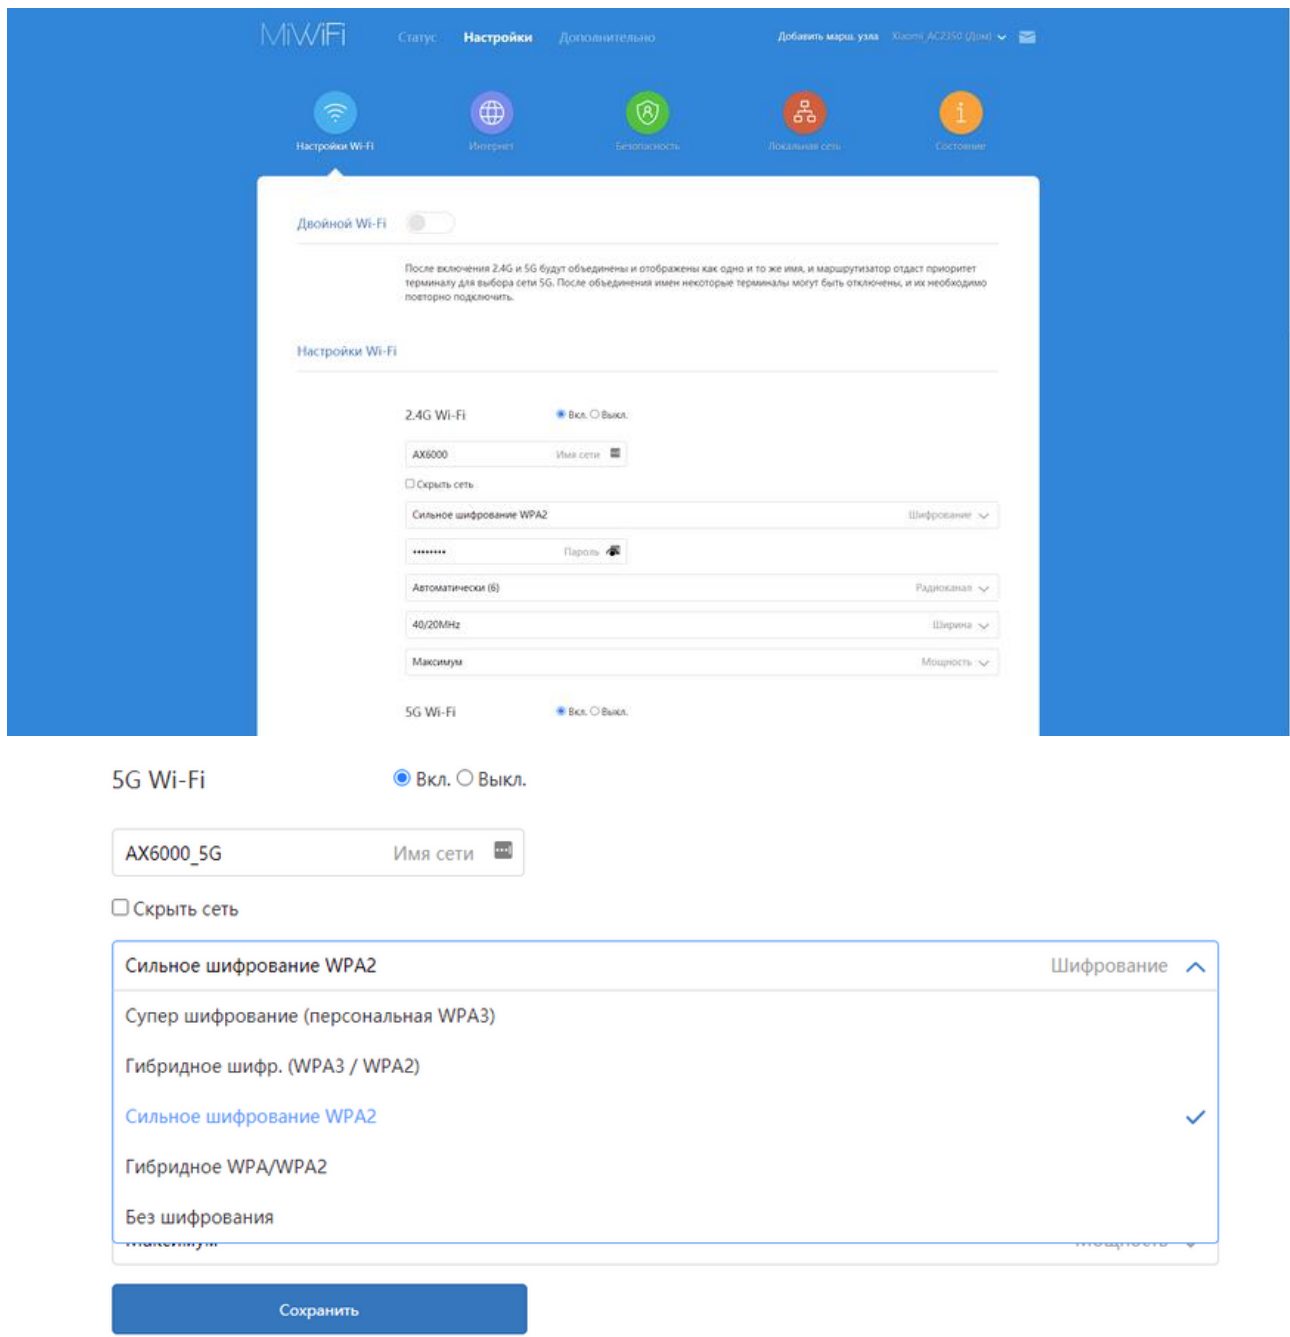 MiWiFi Статус Настройки Дополнительно Добавить марш. узла Xiaomi_AC2350 (Дом)
Настройки Wi-Fi Интернет Безопасность Локальная сеть Состояние
Двойной Wi-Fi
После включения 2.4G и 5G будут объединены и отображены как одно и то же имя, и маршрутизатор отдаст приоритет
терминалу для выбора сети 5G. После объединения имен некоторые терминалы могут быть отключены, и их необходимо
повторно подключить.
Настройки Wi-Fi
2.4G Wi-Fi Вкл. Выкл.
AX6000 Имя сети
Скрыть сеть
Сильное шифрование WPA2 Шифрование
•••••••• Пароль
Автоматически (6) Радиоканал
40/20MHz Ширина
Максимум Мощность
5G Wi-Fi Вкл. Выкл.
5G Wi-Fi Вкл. Выкл.
AX6000_5G Имя сети
Скрыть сеть
Сильное шифрование WPA2 Шифрование
Супер шифрование (персональная WPA3)
Гибридное шифр. (WPA3 / WPA2)
Сильное шифрование WPA2
Гибридное WPA/WPA2
Без шифрования
Максимум Мощность
Сохранить